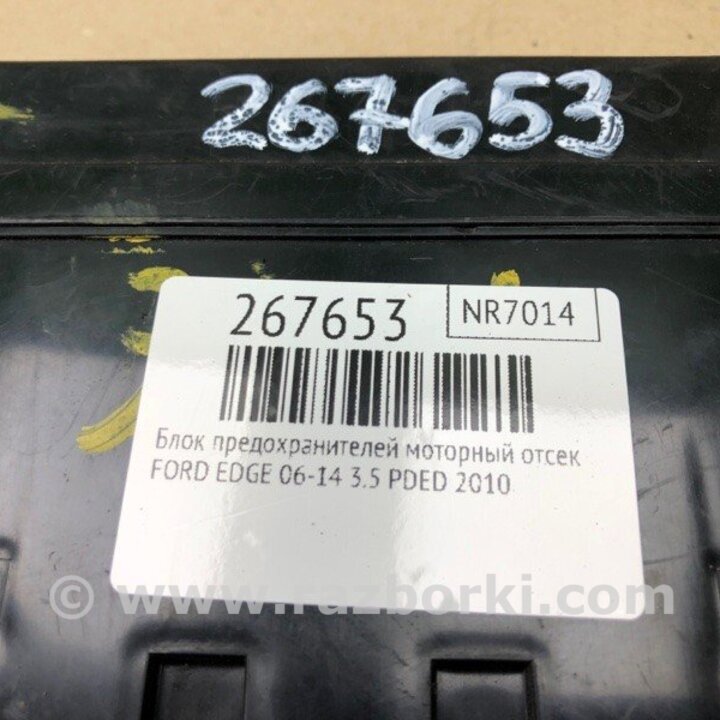 267653
267653
NR7014
Блок предохранителей моторный отсек
FORD EDGE 06-14 3.5 PDED 2010
© www.razborki.com